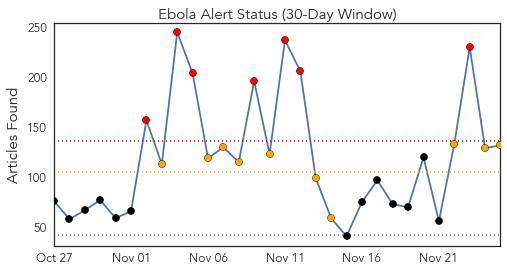 Ebola Alert Status (30-Day Window)
250
200
150
100
50
Articles Found
Oct 27 Nov 01 Nov 06 Nov 11 Nov 16 Nov 21